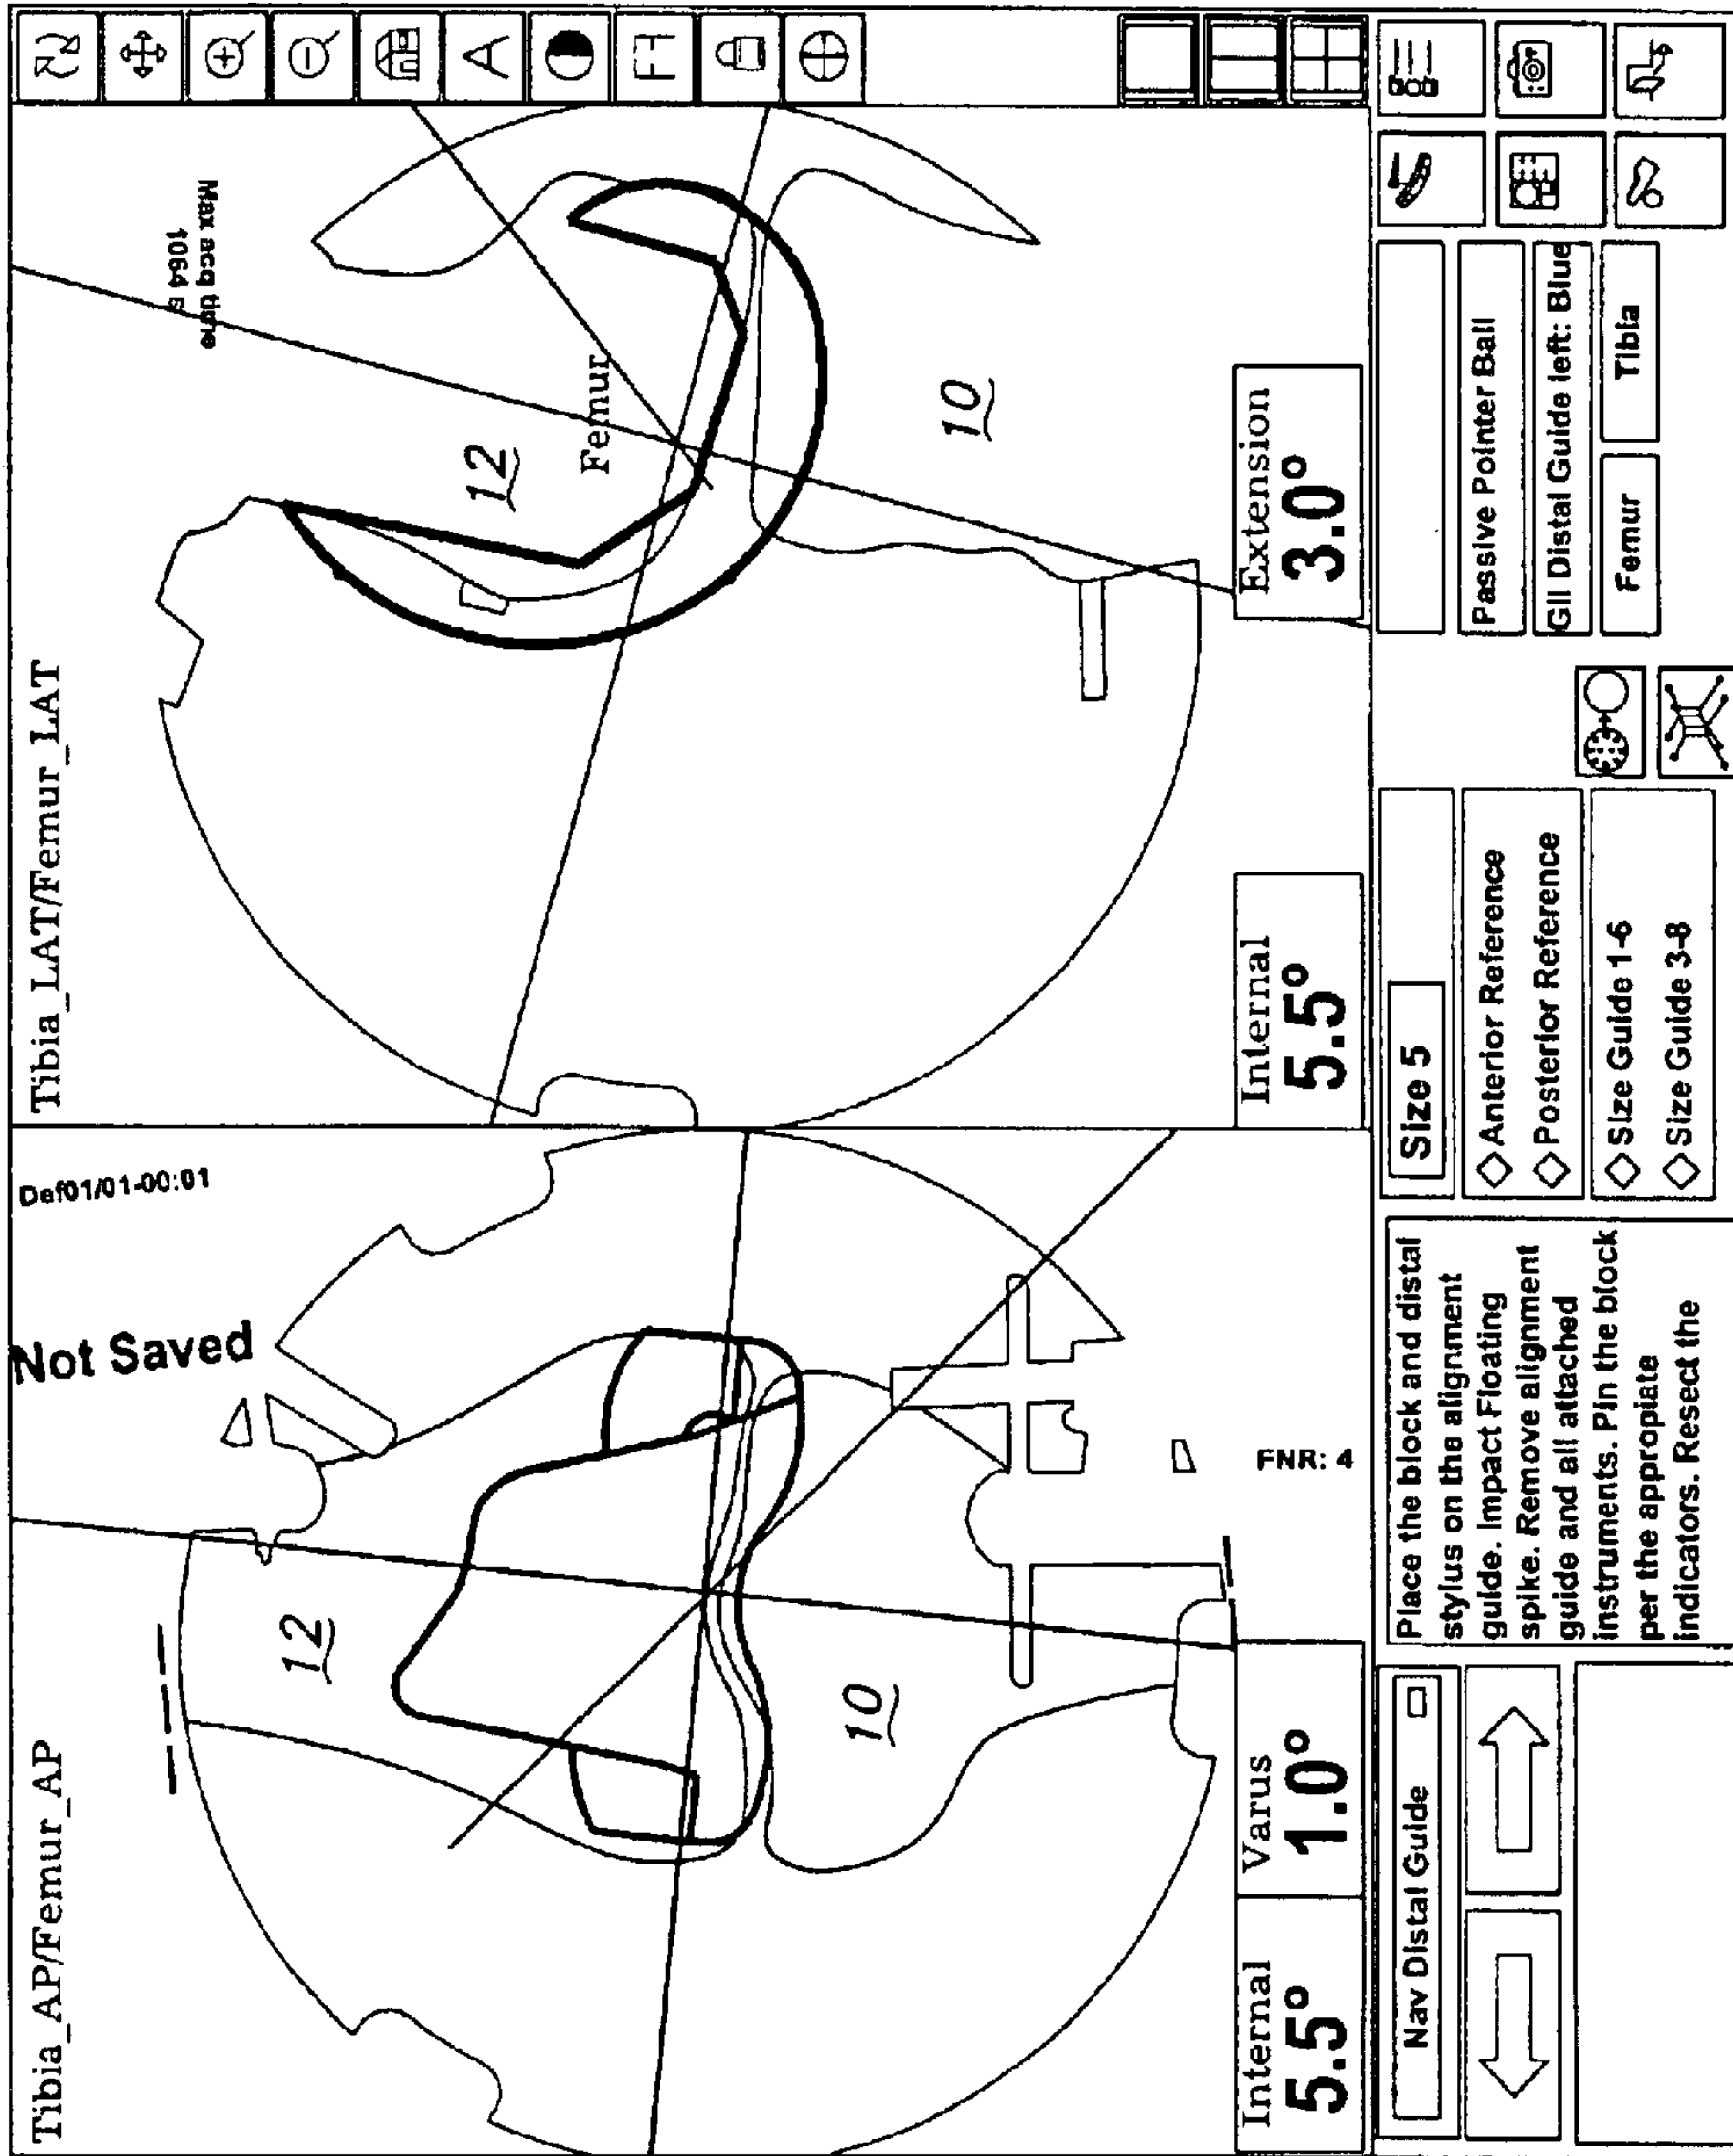 Tibia_AP/Femur_AP
Not Saved
Def01/01-00:01
12
10
FNR: 4
Internal
5.5°
Varus
1.0°
Tibia_LAT/Femur_LAT
Max acq time
1064 s
12
Femur
10
Internal
5.5°
Extension
3.0°
A
Nav Distal Guide
Place the block and distal
stylus on the alignment
guide. Impact Floating
spike. Remove alignment
guide and all attached
instruments. Pin the block
per the appropiate
indicators. Resect the
Size 5
Anterior Reference
Posterior Reference
Size Guide 1-6
Size Guide 3-8
Passive Pointer Ball
GII Distal Guide left: Blue
Femur
Tibia